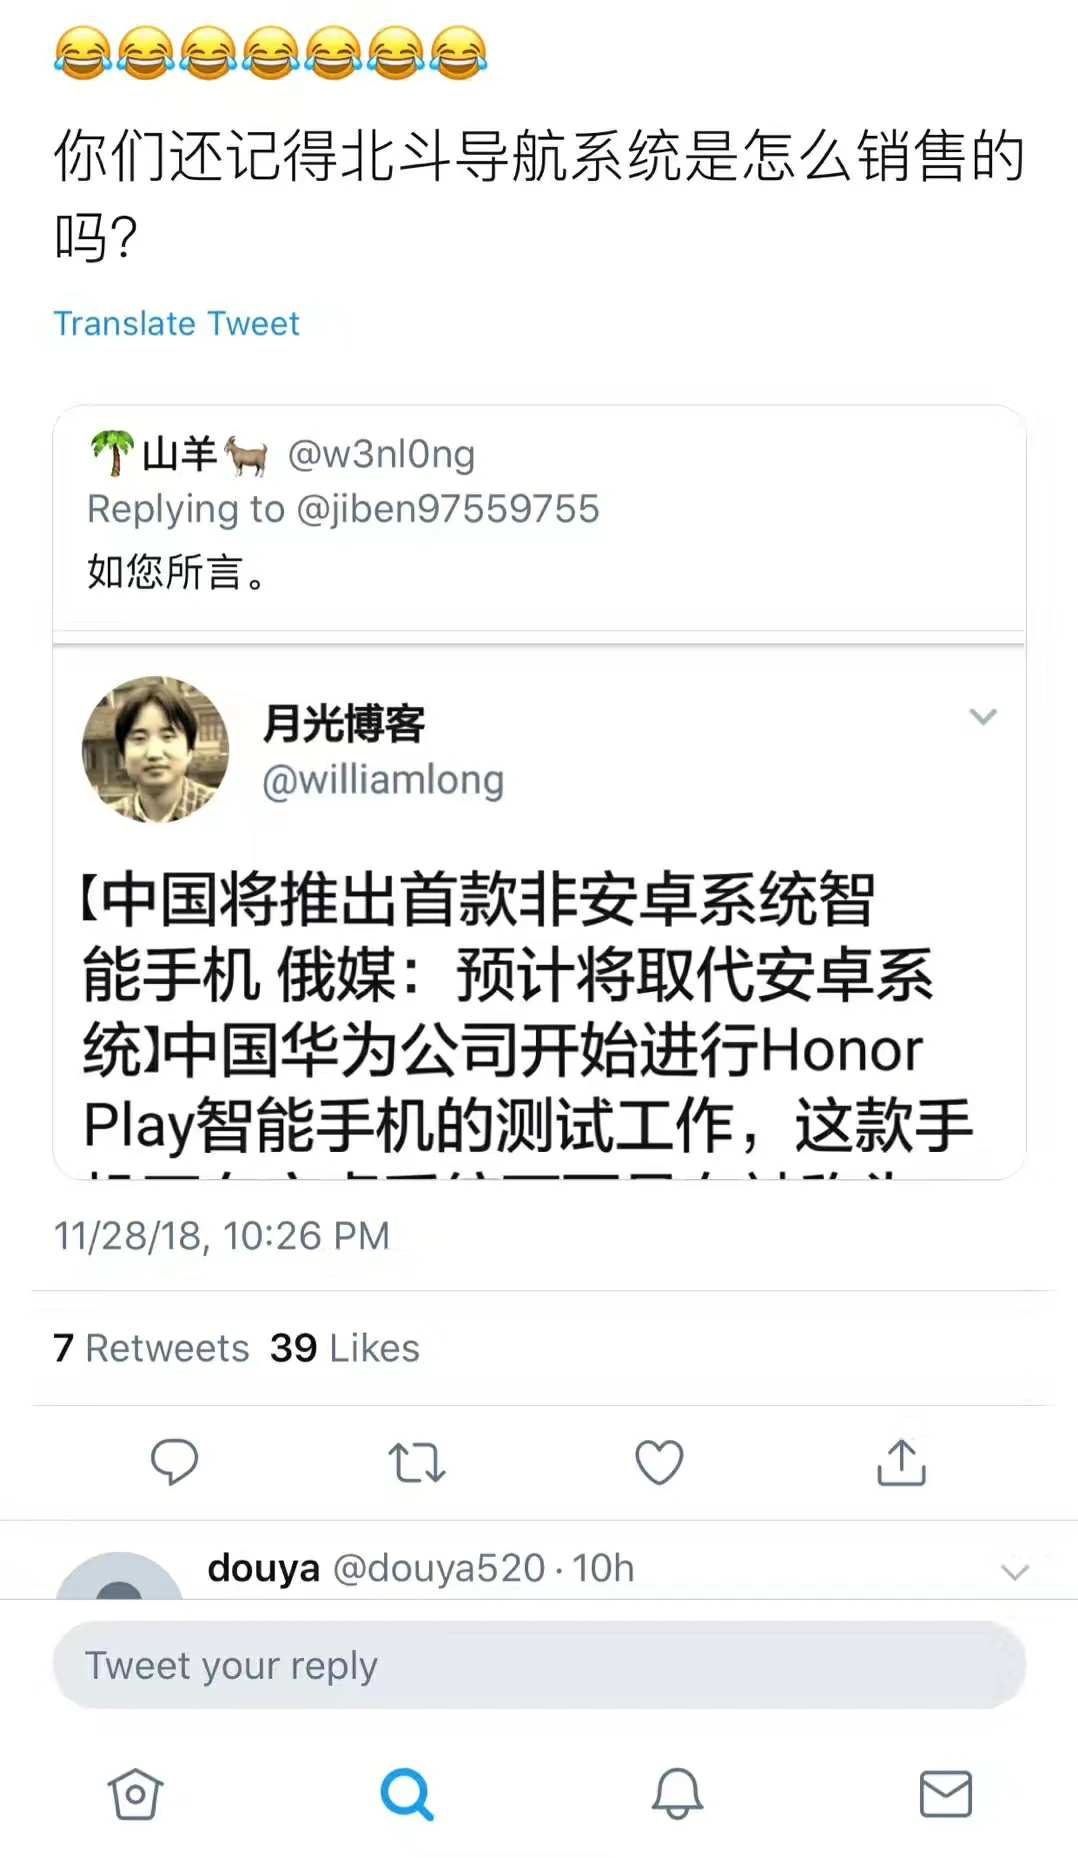 😂😂😂😂😂😂😂
你们还记得北斗导航系统是怎么销售的
吗?
Translate Tweet
🌴山羊🐐 @w3nl0ng
Replying to @jiben97559755
如您所言。
月光博客
@williamlong
【中国将推出首款非安卓系统智
能手机 俄媒：预计将取代安卓系
统】中国华为公司开始进行Honor
Play智能手机的测试工作，这款手
11/28/18, 10:26 PM
7 Retweets 39 Likes
douya @douya520 · 10h
Tweet your reply